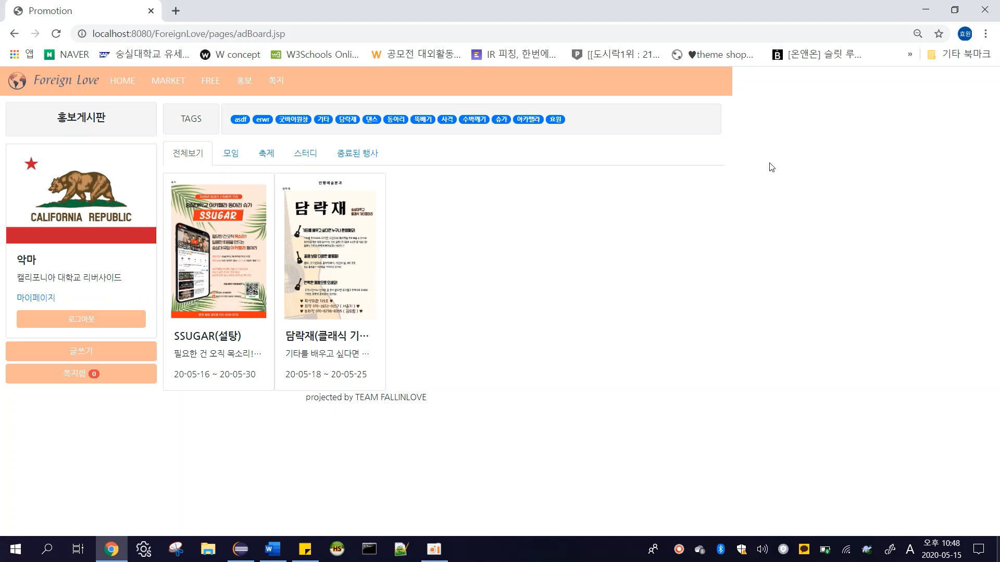 Promotion
localhost:8080/ForeignLove/pages/adBoard.jsp
효원
앱
NAVER
숭실대학교 유세...
W concept
W3Schools Onli...
공모전 대외활동...
IR 피칭, 한번에...
[[도시락1위 : 21...
♥theme shop...
[온앤온] 슬릿 루...
»
기타 북마크
Foreign Love
HOME
MARKET
FREE
홍보
쪽지
홍보게시판
TAGS
asdf erwr 굿바이원창 기타 담락재 댄스 동아리 뚝배기 사격 수박깨기 슈가 아카펠라 효원
전체보기
모임
축제
스터디
종료된 행사
CALIFORNIA REPUBLIC
악마
캘리포니아 대학교 리버사이드
마이페이지
로그아웃
글쓰기
쪽지함 0
슈가
2020년 동아리 신입회원 모집
숭실대학교 아카펠라 동아리 슈가
SSUGAR
필요한 건 오직 목소리!
달콤한 화음을 만드는
숭실대 유일 아카펠라 동아리
SSUGAR(설탕)
필요한 건 오직 목소리!…
20-05-16 ~ 20-05-30
연행예술분과
담락재
담락재
숭실대학교
클래식 기타동아리
기타를 배우고 싶다면 누구나 환영해요!
꿀잼 보장 다양한 활동들!
안락한 동방으로 오세요!
♥ 학생회관 129호 ♥
♥ 회장 010-2652-0257 ( 서윤지 ) ♥
♥ 부회장 010-8738-8395 ( 김유림 ) ♥
담락재(클래식 기…
기타를 배우고 싶다면 …
20-05-18 ~ 20-05-25
projected by TEAM FALLINLOVE
A
오후 10:48
2020-05-15